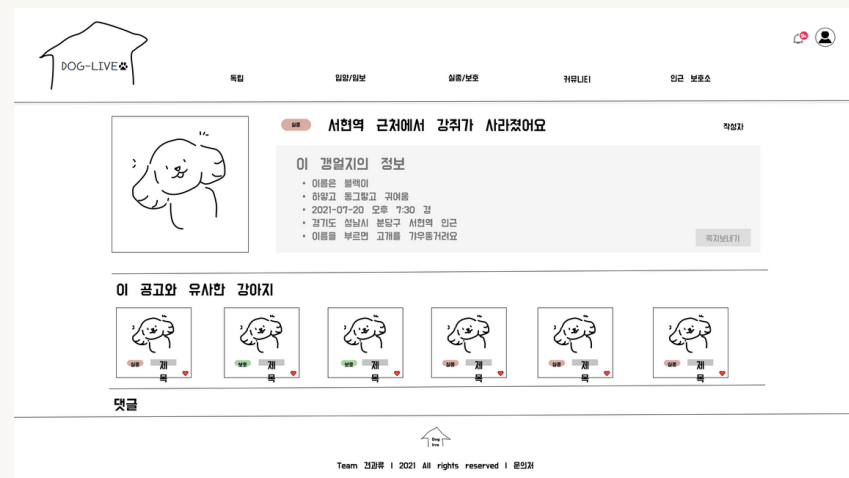 DOG-LIVE
독립 입양/임보 실종/보호 커뮤니티 인근 보호소
실종 서현역 근처에서 강쥐가 사라졌어요 작성자
이 갱얼지의 정보
• 이름은 블랙이
• 하얗고 동그랗고 귀여움
• 2021-07-20 오후 7:30 경
• 경기도 성남시 분당구 서현역 인근
• 이름을 부르면 고개를 갸우뚱거려요
쪽지보내기
이 공고와 유사한 강아지
실종 제목
보호 제목
보호 제목
실종 제목
실종 제목
실종 제목
댓글
Dog live
Team 견과류 | 2021 All rights reserved | 문의처